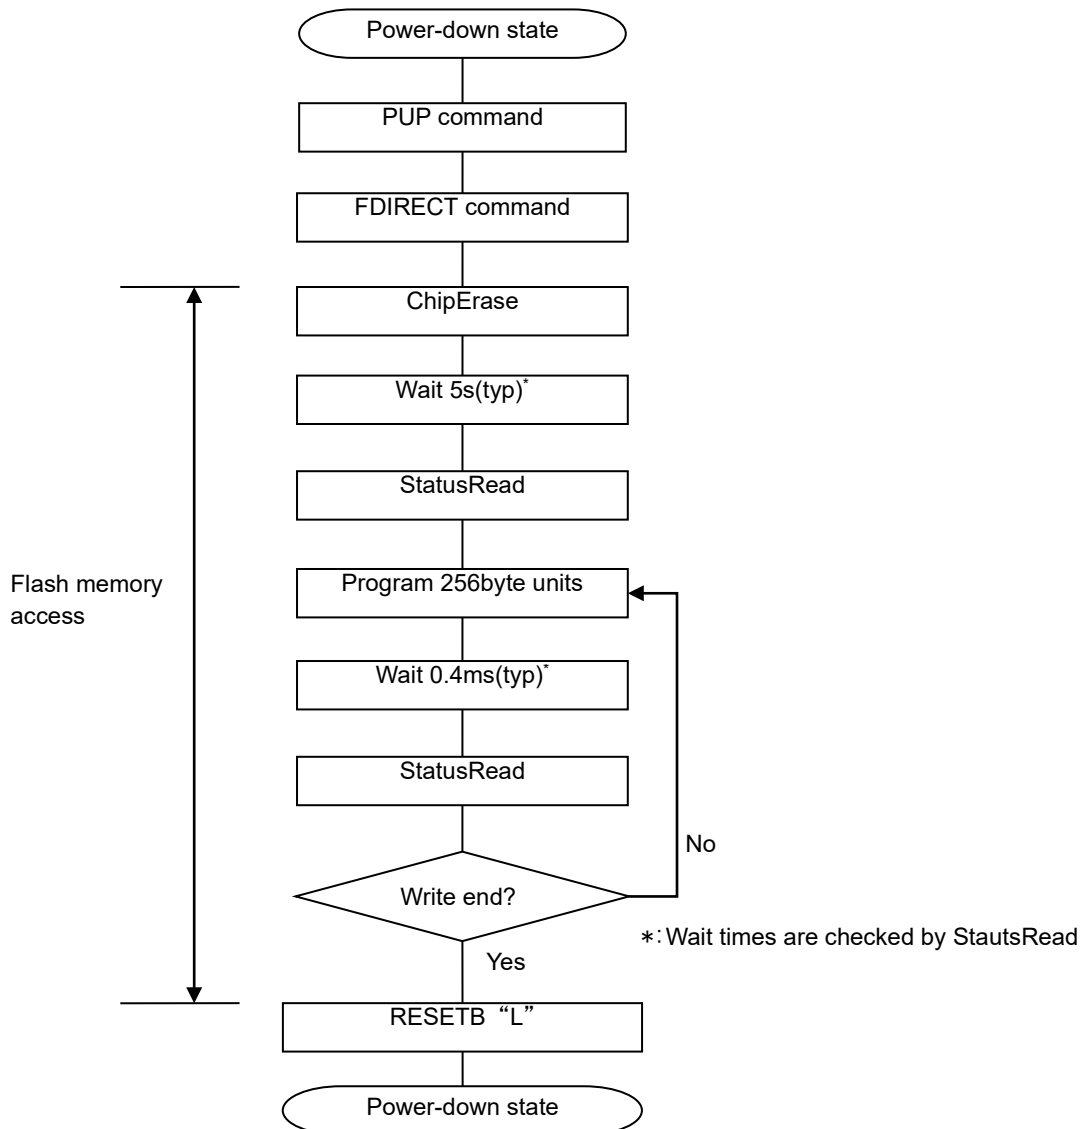 Power-down state
PUP command
FDIRECT command
ChipErase
Wait 5s(typ)*
StatusRead
Flash memory
access
Program 256byte units
Wait 0.4ms(typ)*
StatusRead
No
Write end?
*:Wait times are checked by StautsRead
Yes
RESETB “L”
Power-down state